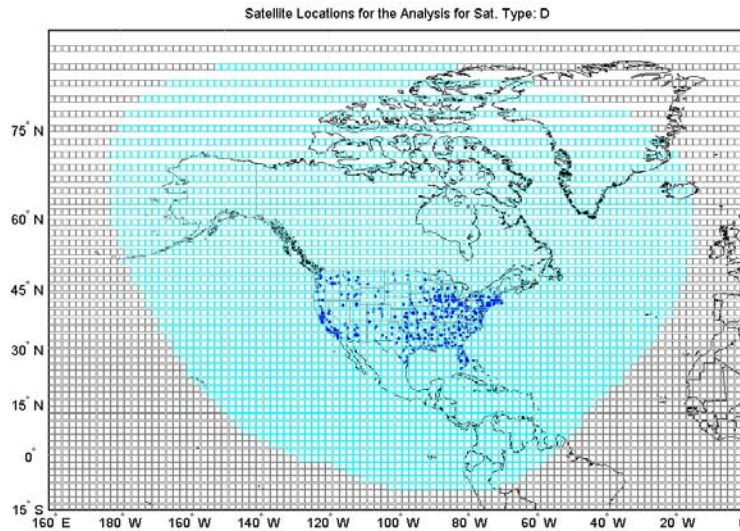 Satellite Locations for the Analysis for Sat. Type: D
75° N
60° N
45° N
30° N
15° N
0°
15° S
160° E 180° W 160° W 140° W 120° W 100° W 80° W 60° W 40° W 20° W